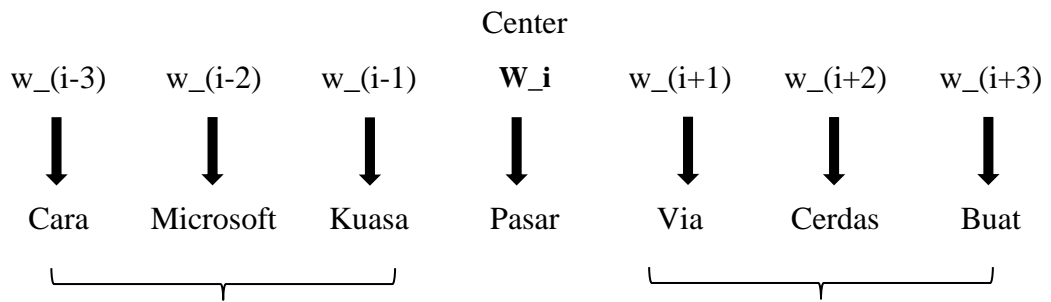 Center
w_(i-3) w_(i-2) w_(i-1) W_i w_(i+1) w_(i+2) w_(i+3)
Cara Microsoft Kuasa Pasar Via Cerdas Buat